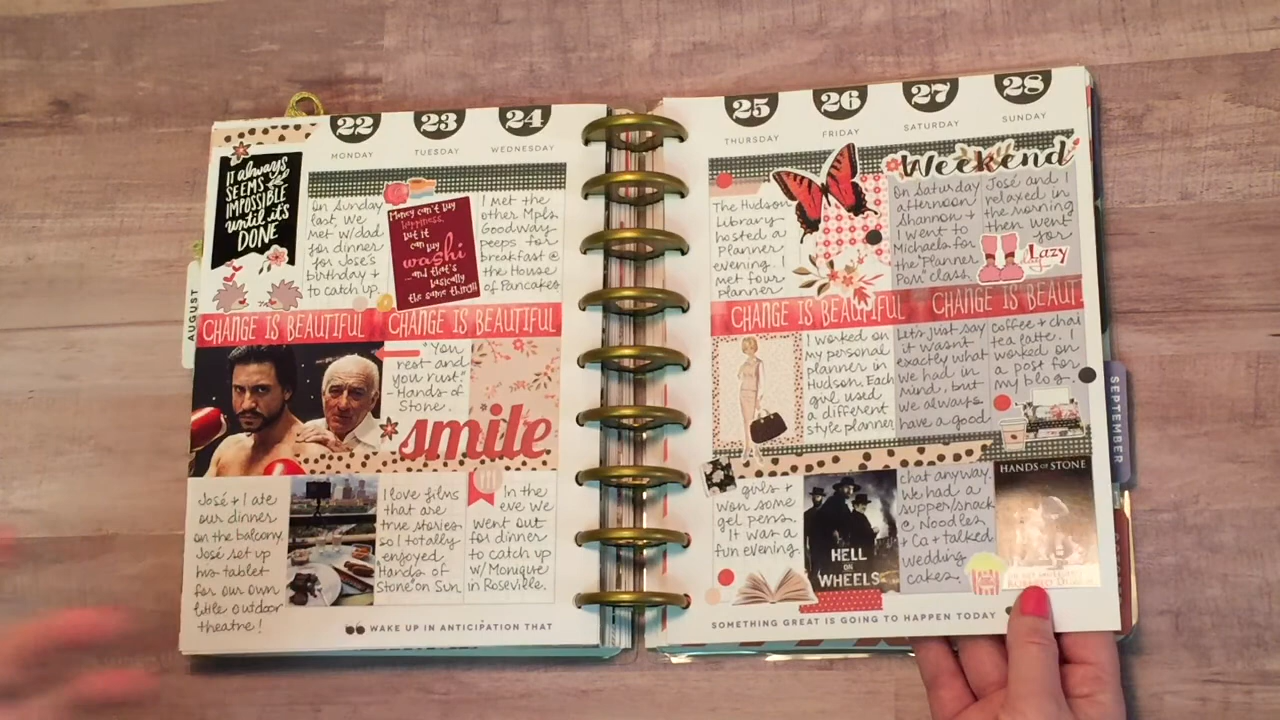 AUGUST
22
MONDAY
23
TUESDAY
24
WEDNESDAY
It always
SEEMS
IMPOSSIBLE
until it's
DONE
On Sunday
last we
met w/dad
for dinner
for José's
birthday +
to catch up.
Money can't buy
happiness,
but it
can buy
washi
...and that's
basically
the same thing!!
I met the
other Mpls
Goodway
peeps for
breakfast @
the House
of Pancakes
CHANGE IS BEAUTIFUL
CHANGE IS BEAUTIFUL
"You
rest and
you rust."
-Hands of
Stone.
smile
José + I ate
our dinner
on the balcony.
José set up
his tablet
for our own
little outdoor
theatre!
I love films
that are
true stories
so I totally
enjoyed
Hands of
Stone on Sun
In the
eve we
went out
for dinner
to catch up
w/ Monique
in Roseville.
WAKE UP IN ANTICIPATION THAT
25
THURSDAY
26
FRIDAY
27
SATURDAY
28
SUNDAY
Weekend
The Hudson
Library
hosted a
Planner
evening. I
met four
planner
On Saturday
afternoon
Shannon +
I went to
Michaels for
the "Planner
Pam" class.
José and I
relaxed in
the morning
then went
for
Lazy
CHANGE IS BEAUTIFUL
CHANGE IS BEAUT
I worked on
my personal
planner in
Hudson. Each
girl used
a different
style planner
Let's just say
it wasn't
exactly what
we had in
mind, but
we always
have a good
coffee + chai
tea latte. I
worked on
a post for
my blog.
girls +
won some
gel pens.
It was a
fun evening.
HELL
ON
WHEELS
chat anyway.
We had a
supper/snack
@ Noodles
+ Co + talked
wedding
cakes.
HANDS OF STONE
SOMETHING GREAT IS GOING TO HAPPEN TODAY
SEPTEMBER